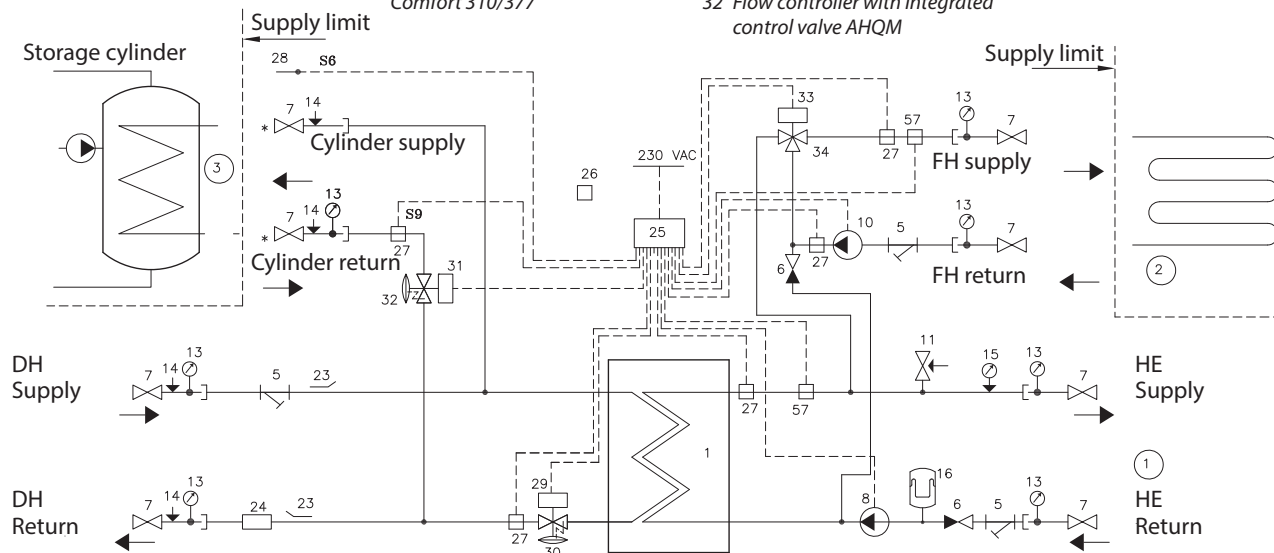 Comfort 310/377
32 Flow controller with integrated
control valve AHQM
Supply limit
Storage cylinder
28
S6
7
14
*
Cylinder supply
3
13
7
14
S9
*
27
Cylinder return
31
32
26
230 VAC
25
33
34
27
57
13
7
FH supply
Supply limit
10
27
5
13
7
6
FH return
2
DH
Supply
7
14
13
5
23
27
57
11
15
13
7
HE
Supply
1
1
DH
Return
7
14
13
24
23
27
29
30
8
16
6
5
13
7
HE
Return